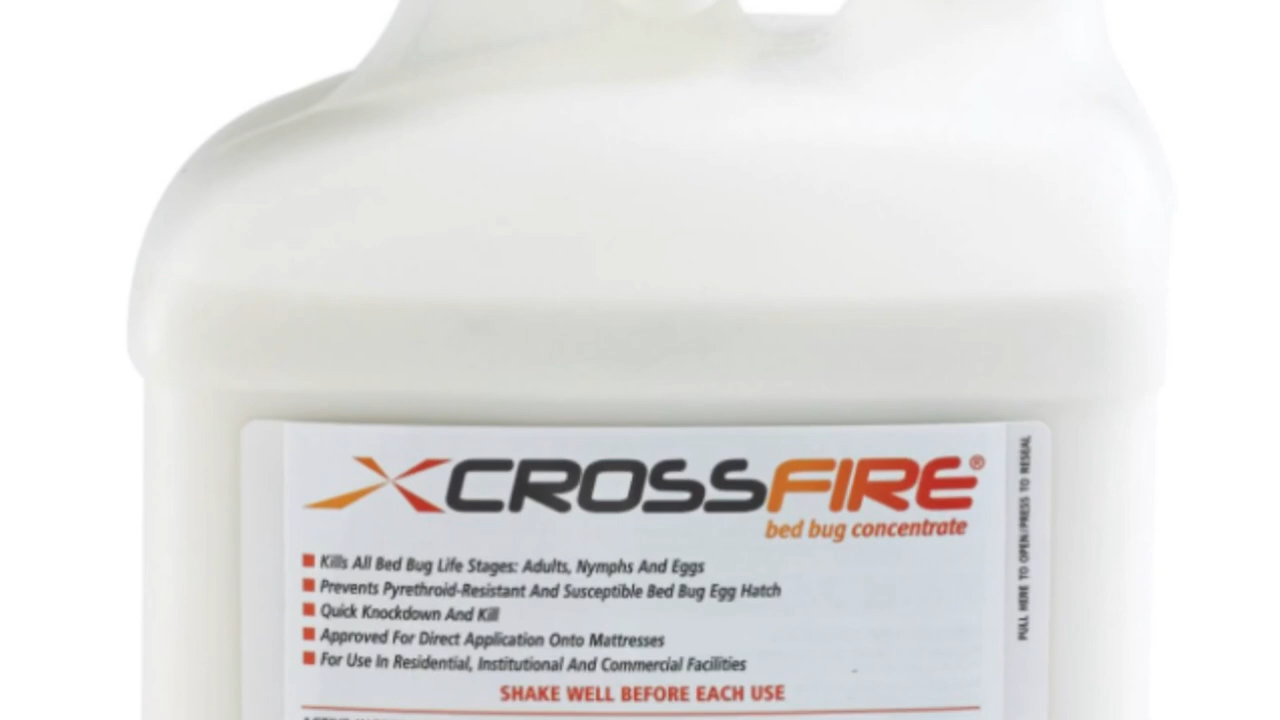 CROSSFIRE®
bed bug concentrate
Kills All Bed Bug Life Stages: Adults, Nymphs And Eggs
Prevents Pyrethroid-Resistant And Susceptible Bed Bug Egg Hatch
Quick Knockdown And Kill
Approved For Direct Application Onto Mattresses
For Use In Residential, Institutional And Commercial Facilities
SHAKE WELL BEFORE EACH USE
PULL HERE TO OPEN/PRESS TO RESEAL